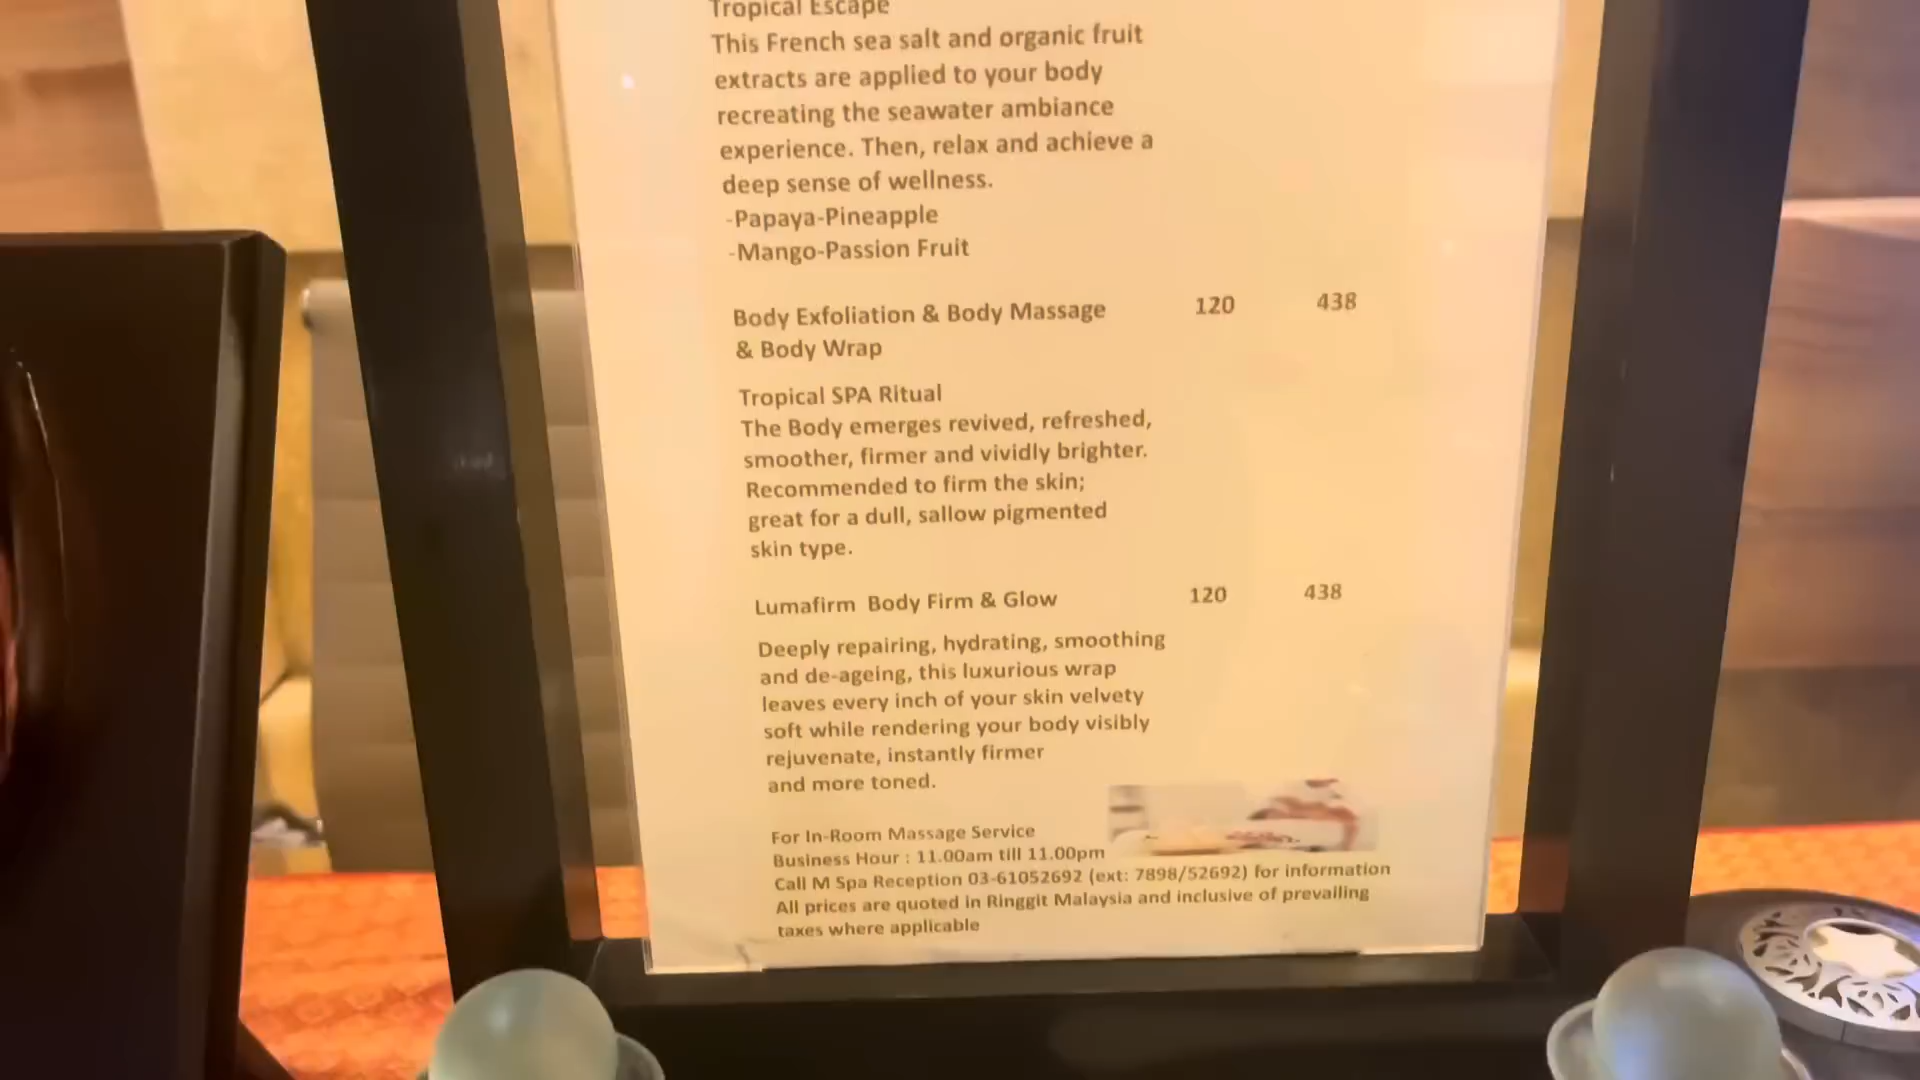 Tropical Escape
This French sea salt and organic fruit
extracts are applied to your body
recreating the seawater ambiance
experience. Then, relax and achieve a
deep sense of wellness.
-Papaya-Pineapple
-Mango-Passion Fruit
Body Exfoliation & Body Massage 120 438
& Body Wrap
Tropical SPA Ritual
The Body emerges revived, refreshed,
smoother, firmer and vividly brighter.
Recommended to firm the skin;
great for a dull, sallow pigmented
skin type.
Lumafirm Body Firm & Glow 120 438
Deeply repairing, hydrating, smoothing
and de-ageing, this luxurious wrap
leaves every inch of your skin velvety
soft while rendering your body visibly
rejuvenate, instantly firmer
and more toned.
For In-Room Massage Service
Business Hour : 11.00am till 11.00pm
Call M Spa Reception 03-61052692 (ext: 7898/52692) for information
All prices are quoted in Ringgit Malaysia and inclusive of prevailing
taxes where applicable